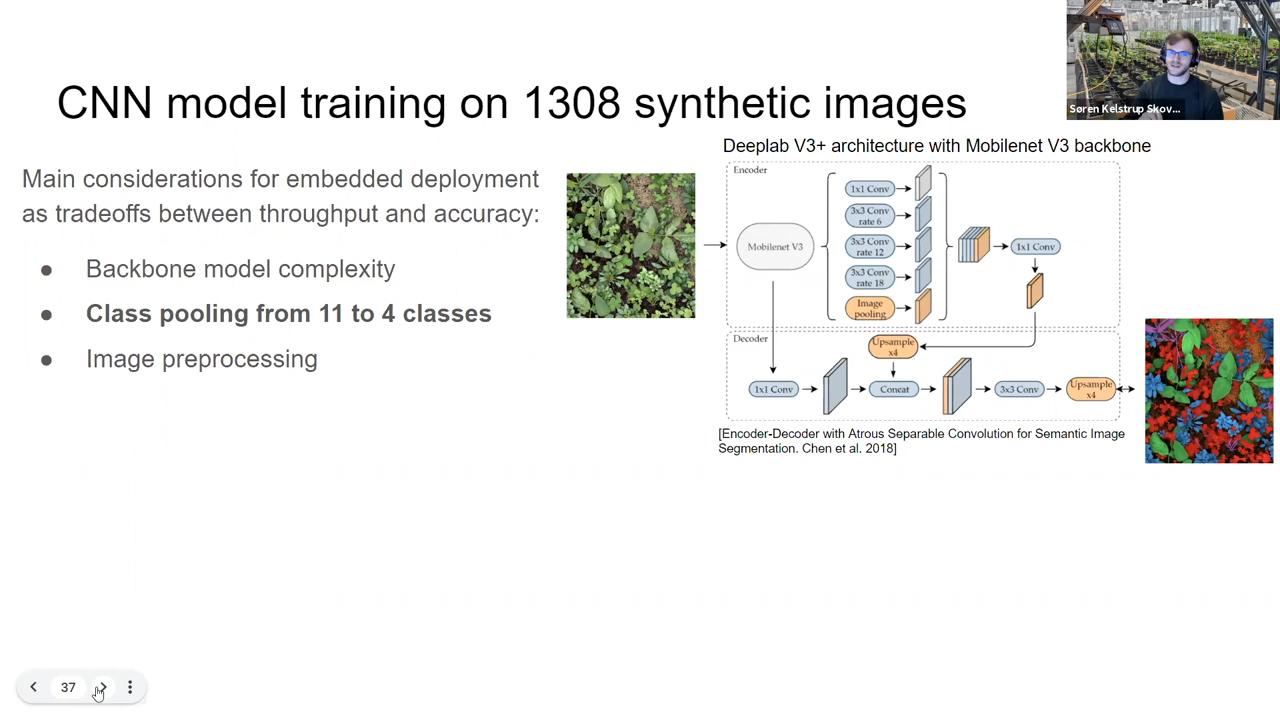 Søren Kelstrup Skov...
CNN model training on 1308 synthetic images
Main considerations for embedded deployment
as tradeoffs between throughput and accuracy:
● Backbone model complexity
● Class pooling from 11 to 4 classes
● Image preprocessing
Deeplab V3+ architecture with Mobilenet V3 backbone
Encoder
Mobilenet V3
1x1 Conv
3x3 Conv
rate 6
3x3 Conv
rate 12
3x3 Conv
rate 18
Image
pooling
1x1 Conv
Decoder
Upsample
x4
1x1 Conv
Concat
3x3 Conv
Upsample
x4
[Encoder-Decoder with Atrous Separable Convolution for Semantic Image
Segmentation. Chen et al. 2018]
37